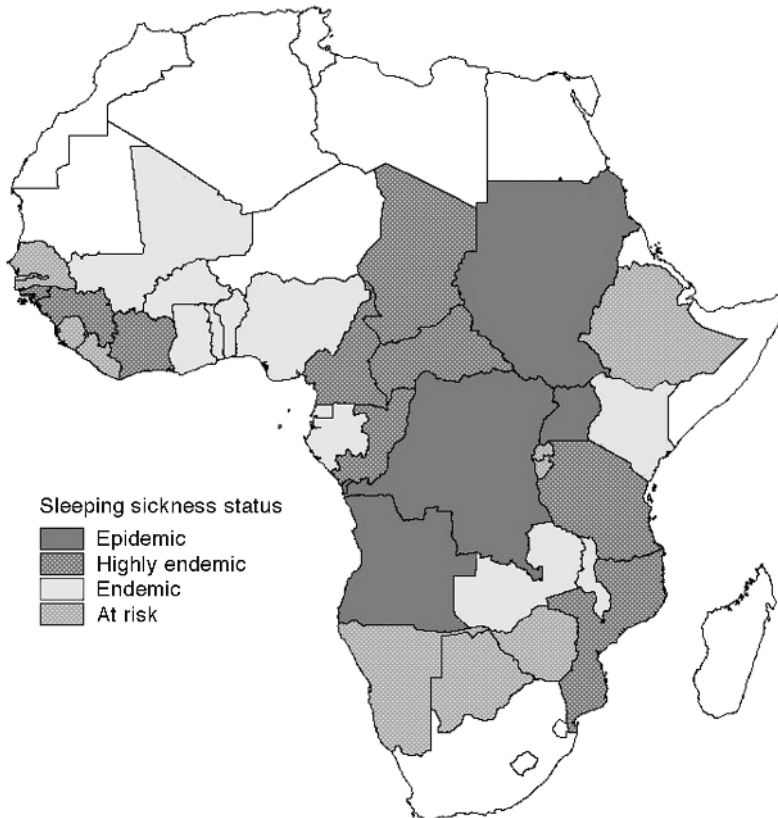 Sleeping sickness status
Epidemic
Highly endemic
Endemic
At risk